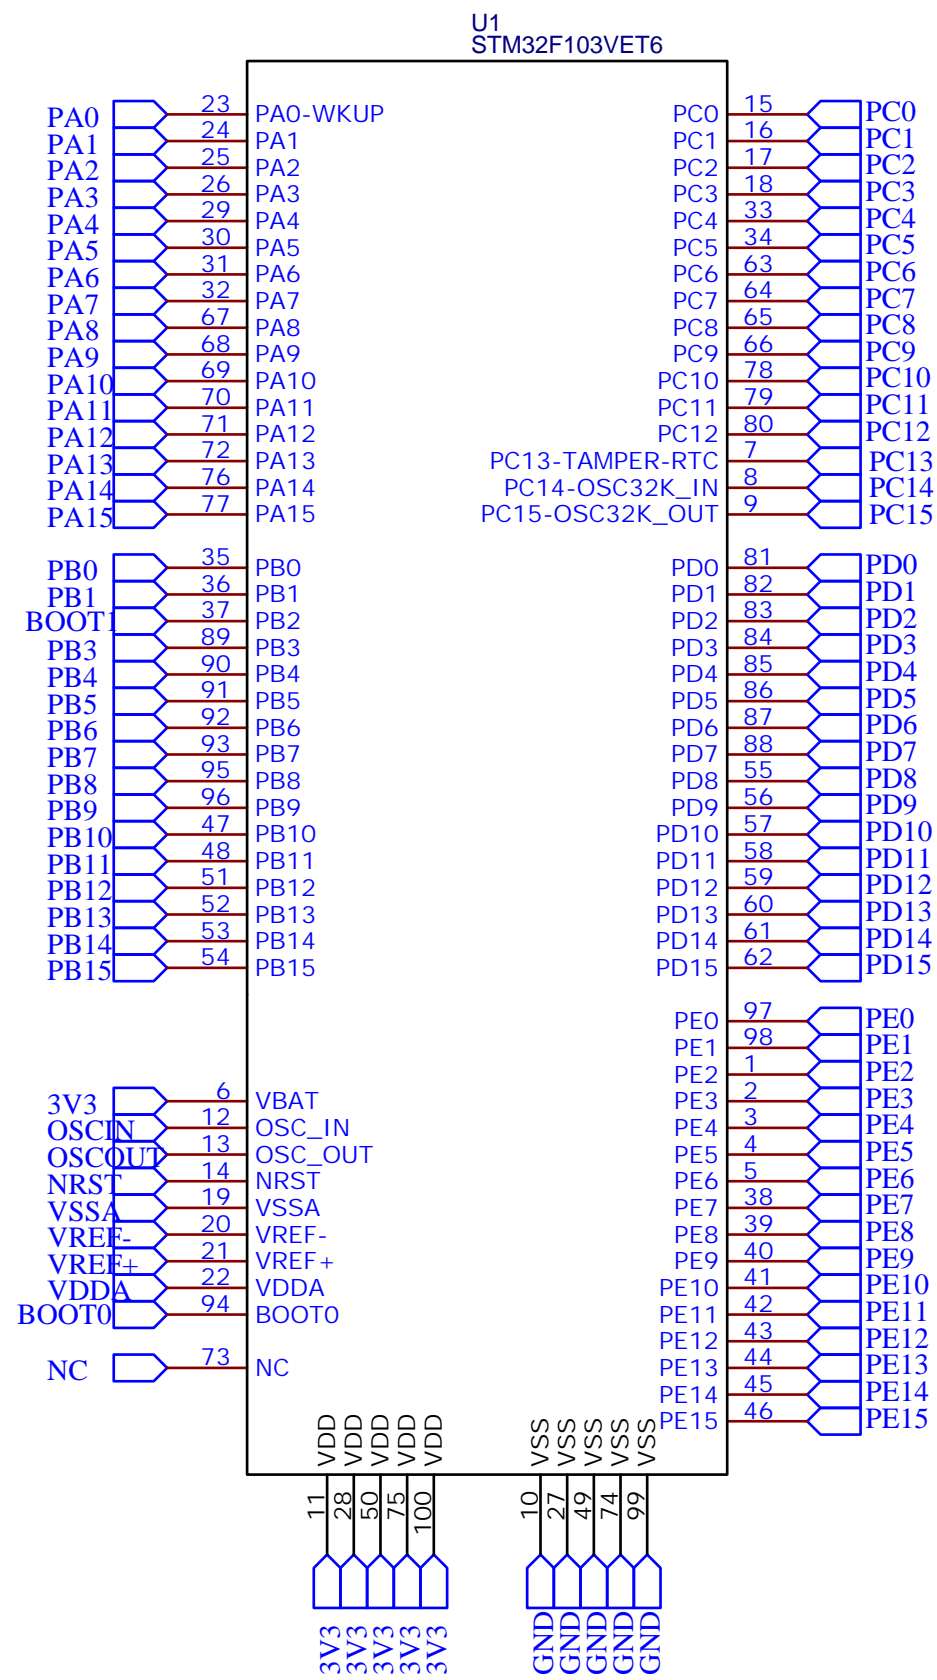 U1
STM32F103VET6
PA0 23 PA0-WKUP PC0 15 PC0
PA1 24 PA1 PC1 16 PC1
PA2 25 PA2 PC2 17 PC2
PA3 26 PA3 PC3 18 PC3
PA4 29 PA4 PC4 33 PC4
PA5 30 PA5 PC5 34 PC5
PA6 31 PA6 PC6 63 PC6
PA7 32 PA7 PC7 64 PC7
PA8 67 PA8 PC8 65 PC8
PA9 68 PA9 PC9 66 PC9
PA10 69 PA10 PC10 78 PC10
PA11 70 PA11 PC11 79 PC11
PA12 71 PA12 PC12 80 PC12
PA13 72 PA13 PC13-TAMPER-RTC 7 PC13
PA14 76 PA14 PC14-OSC32K_IN 8 PC14
PA15 77 PA15 PC15-OSC32K_OUT 9 PC15
PB0 35 PB0 PD0 81 PD0
PB1 36 PB1 PD1 82 PD1
BOOT1 37 PB2 PD2 83 PD2
PB3 89 PB3 PD3 84 PD3
PB4 90 PB4 PD4 85 PD4
PB5 91 PB5 PD5 86 PD5
PB6 92 PB6 PD6 87 PD6
PB7 93 PB7 PD7 88 PD7
PB8 95 PB8 PD8 55 PD8
PB9 96 PB9 PD9 56 PD9
PB10 47 PB10 PD10 57 PD10
PB11 48 PB11 PD11 58 PD11
PB12 51 PB12 PD12 59 PD12
PB13 52 PB13 PD13 60 PD13
PB14 53 PB14 PD14 61 PD14
PB15 54 PB15 PD15 62 PD15
PE0 97 PE0
PE1 98 PE1
PE2 1 PE2
3V3 6 VBAT PE3 2 PE3
OSCIN 12 OSC_IN PE4 3 PE4
OSCOUT 13 OSC_OUT PE5 4 PE5
NRST 14 NRST PE6 5 PE6
VSSA 19 VSSA PE7 38 PE7
VREF- 20 VREF- PE8 39 PE8
VREF+ 21 VREF+ PE9 40 PE9
VDDA 22 VDDA PE10 41 PE10
BOOT0 94 BOOT0 PE11 42 PE11
PE12 43 PE12
NC 73 NC PE13 44 PE13
PE14 45 PE14
PE15 46 PE15
VDD VDD VDD VDD VDD VSS VSS VSS VSS VSS
11 28 50 75 100 10 27 49 74 99
3V3 3V3 3V3 3V3 3V3 GND GND GND GND GND